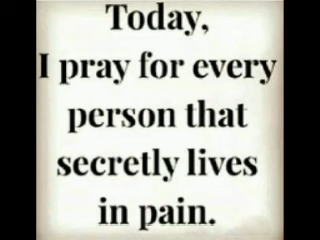 Today,
I pray for every
person that
secretly lives
in pain.